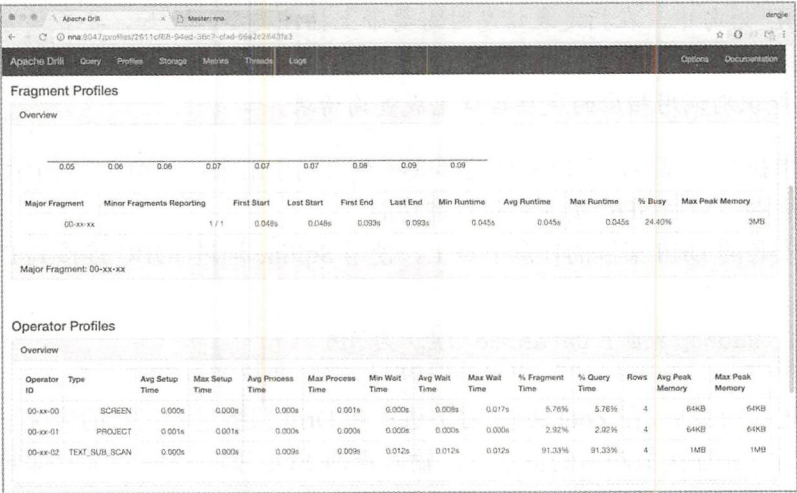 Apache Drill × Master: nna × dengjie
Apache Drill Query Profiles Storage Metrics Threads Logs Options Documentation
Fragment Profiles
Overview
0.05 0.06 0.06 0.07 0.07 0.07 0.08 0.09 0.09
Major Fragment Minor Fragments Reporting First Start Last Start First End Last End Min Runtime Avg Runtime Max Runtime % Busy Max Peak Memory
00-xx-xx 1 / 1 0.048s 0.048s 0.093s 0.093s 0.045s 0.045s 0.045s 24.40% 3MB
Major Fragment: 00-xx-xx
Operator Profiles
Overview
Operator ID Type Avg Setup Time Max Setup Time Avg Process Time Max Process Time Min Wait Time Avg Wait Time Max Wait Time % Fragment Time % Query Time Rows Avg Peak Memory Max Peak Memory
00-xx-00 SCREEN 0.000s 0.000s 0.000s 0.001s 0.000s 0.008s 0.017s 5.76% 5.76% 4 64KB 64KB
00-xx-01 PROJECT 0.001s 0.001s 0.000s 0.000s 0.000s 0.000s 0.000s 2.92% 2.92% 4 64KB 64KB
00-xx-02 TEXT_SUB_SCAN 0.000s 0.000s 0.009s 0.009s 0.012s 0.012s 0.012s 91.33% 91.33% 4 1MB 1MB